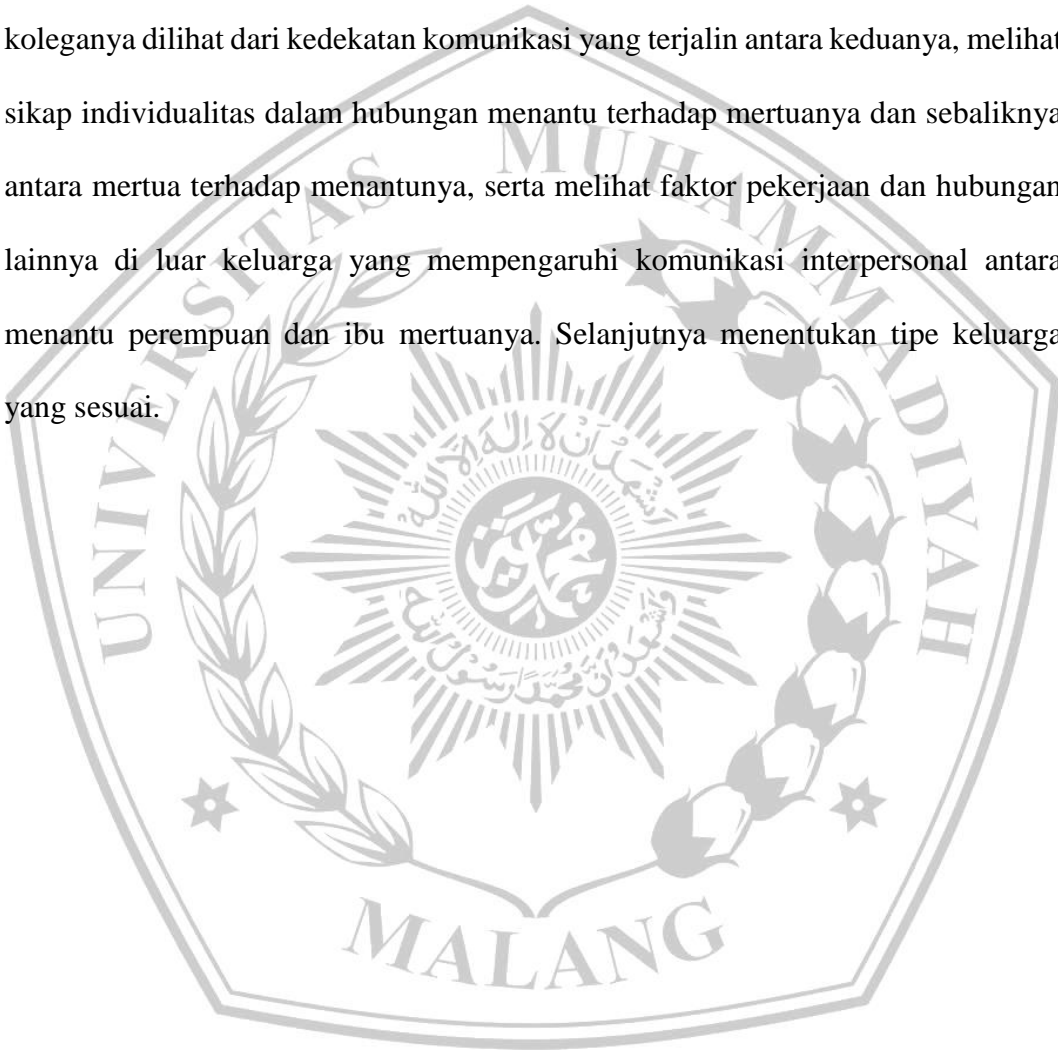 koleganya dilihat dari kedekatan komunikasi yang terjalin antara keduanya, melihat
sikap individualitas dalam hubungan menantu terhadap mertuanya dan sebaliknya
antara mertua terhadap menantunya, serta melihat faktor pekerjaan dan hubungan
lainnya di luar keluarga yang mempengaruhi komunikasi interpersonal antara
menantu perempuan dan ibu mertuanya. Selanjutnya menentukan tipe keluarga
yang sesuai.
UNIVERSITAS MUHAMMADIYAH
MALANG